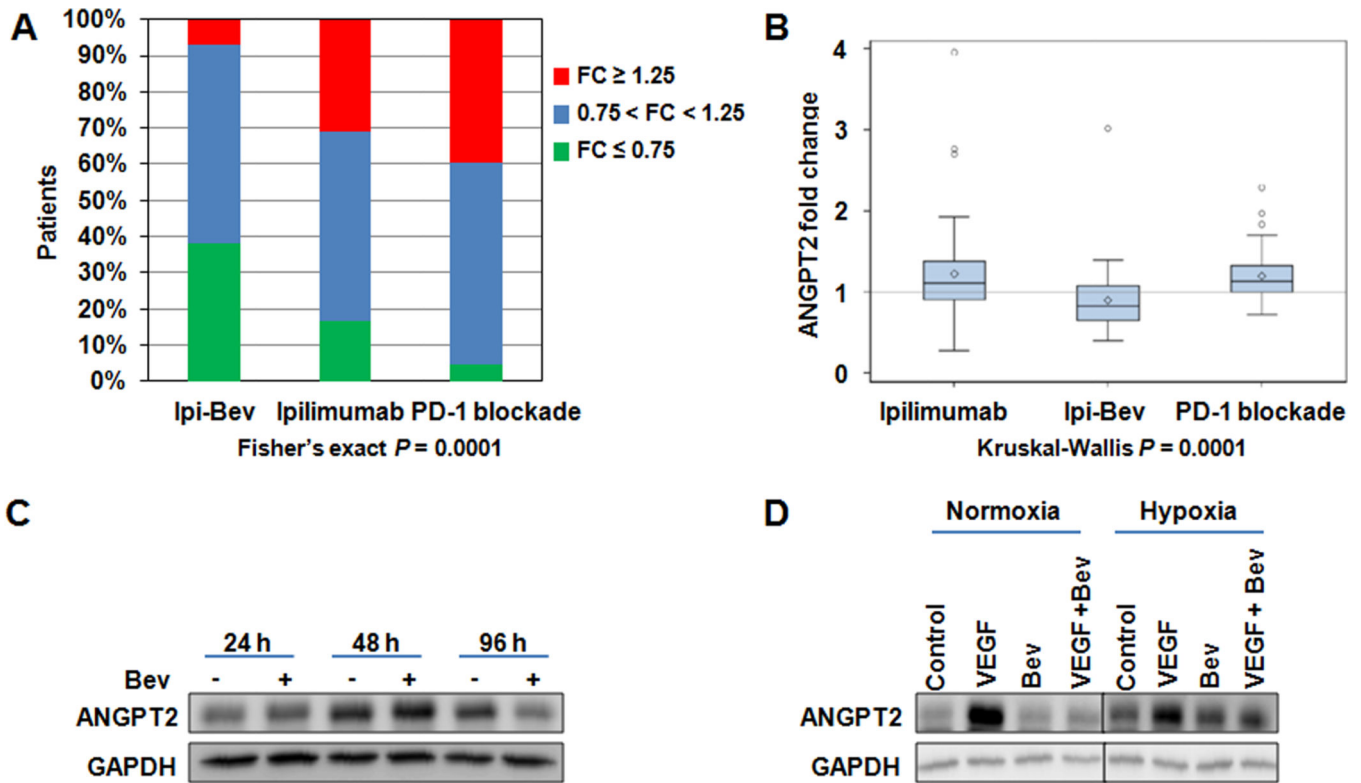 A
100%
90%
80%
70%
60%
50%
40%
30%
20%
10%
0%
Patients
Ipi-Bev Ipilimumab PD-1 blockade
Fisher's exact P = 0.0001
FC ≥ 1.25
0.75 < FC < 1.25
FC ≤ 0.75
B
4
3
2
1
0
ANGPT2 fold change
Ipilimumab Ipi-Bev PD-1 blockade
Kruskal-Wallis P = 0.0001
C
24 h 48 h 96 h
Bev - + - + - +
ANGPT2
GAPDH
D
Normoxia Hypoxia
Control VEGF Bev VEGF +Bev Control VEGF Bev VEGF + Bev
ANGPT2
GAPDH